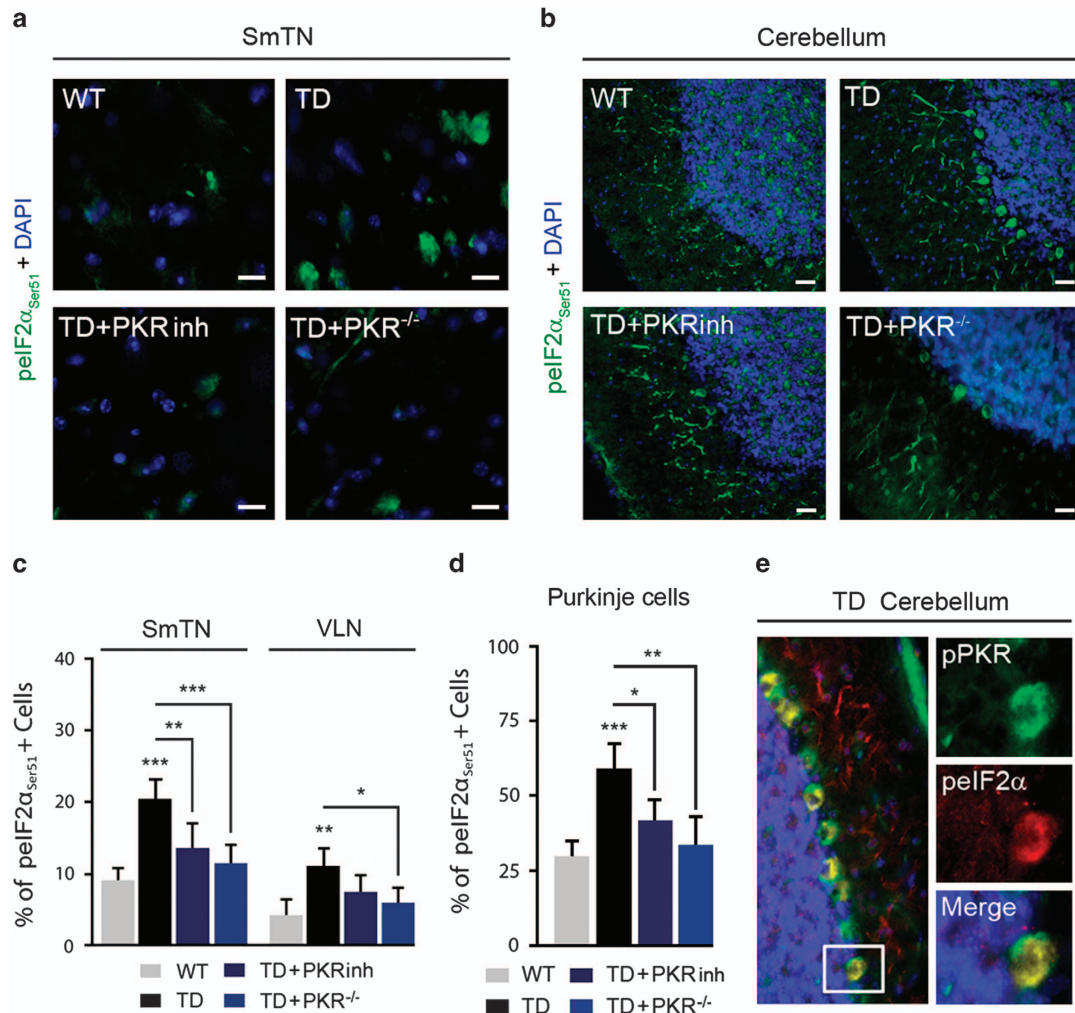 a
SmTN
peIF2αSer51 + DAPI
WT
TD
TD+PKRinh
TD+PKR-/-
b
Cerebellum
peIF2αSer51 + DAPI
WT
TD
TD+PKRinh
TD+PKR-/-
c
SmTN
VLN
% of peIF2αSer51+ Cells
40
30
20
10
0
***
**
***
**
*
WT
TD+PKRinh
TD
TD+PKR-/-
d
Purkinje cells
% of peIF2αSer51+ Cells
100
75
50
25
0
**
*
***
WT
TD+PKRinh
TD
TD+PKR-/-
e
TD Cerebellum
pPKR
peIF2α
Merge